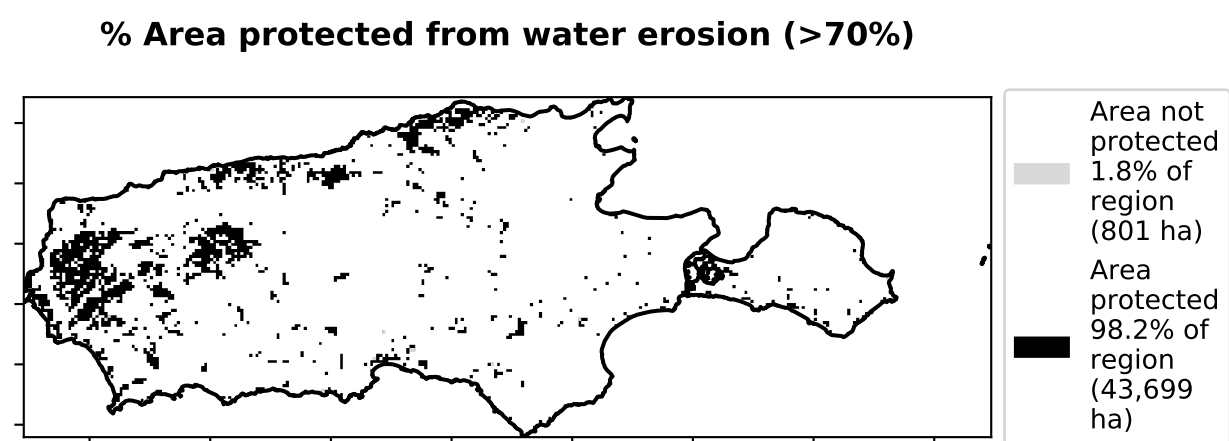 % Area protected from water erosion (>70%)
Area not
protected
1.8% of
region
(801 ha)
Area
protected
98.2% of
region
(43,699
ha)